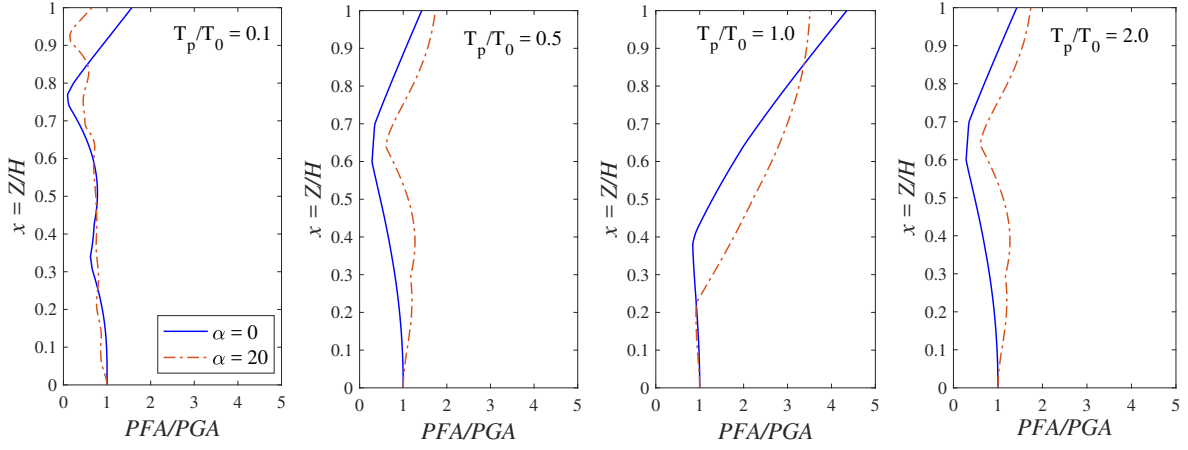 T_p/T_0 = 0.1
1
0.9
0.8
0.7
0.6
0.5
0.4
0.3
0.2
0.1
0
x = Z/H
α = 0
α = 20
0 1 2 3 4 5
PFA/PGA
T_p/T_0 = 0.5
1
0.9
0.8
0.7
0.6
0.5
0.4
0.3
0.2
0.1
0
x = Z/H
0 1 2 3 4 5
PFA/PGA
T_p/T_0 = 1.0
1
0.9
0.8
0.7
0.6
0.5
0.4
0.3
0.2
0.1
0
x = Z/H
0 1 2 3 4 5
PFA/PGA
T_p/T_0 = 2.0
1
0.9
0.8
0.7
0.6
0.5
0.4
0.3
0.2
0.1
0
x = Z/H
0 1 2 3 4 5
PFA/PGA